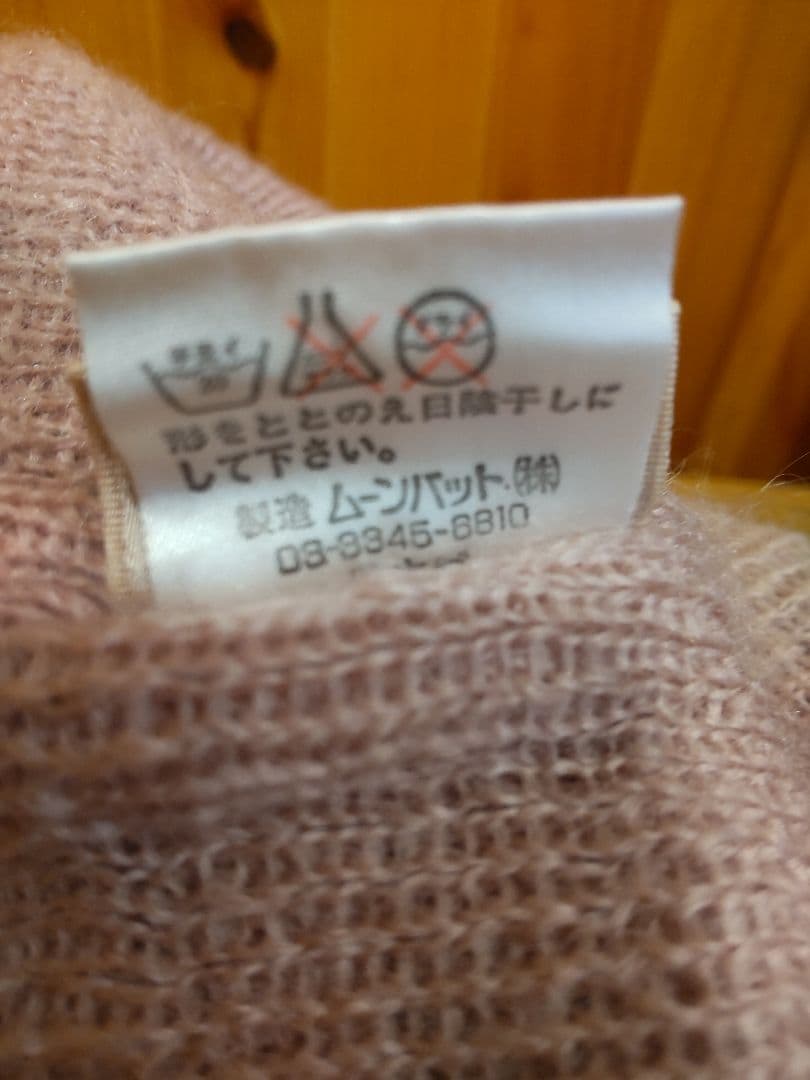 手洗イ
30
形をととのえ日陰干しに
して下さい。
製造 ムーンバット.(株)
03-3345-6810